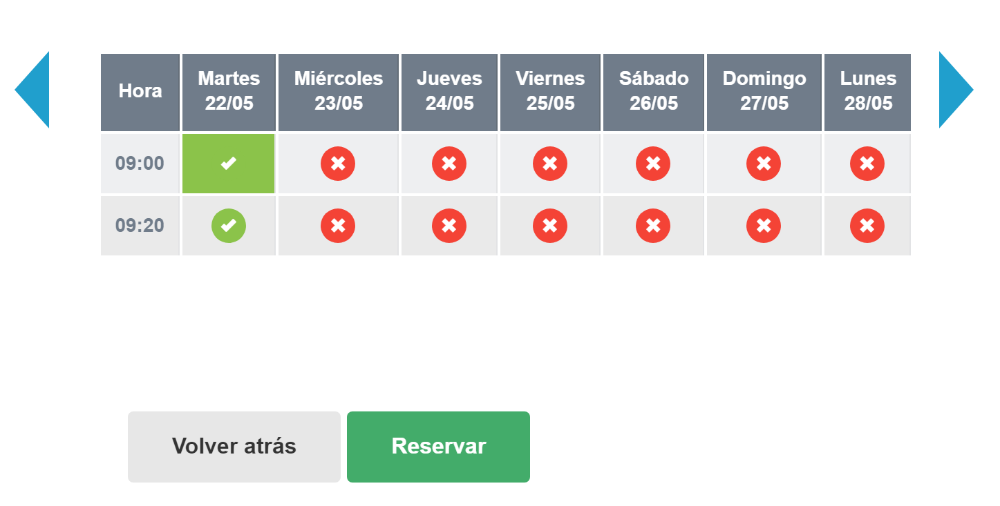 Hora
Martes
22/05
Miércoles
23/05
Jueves
24/05
Viernes
25/05
Sábado
26/05
Domingo
27/05
Lunes
28/05
09:00
09:20
Volver atrás
Reservar